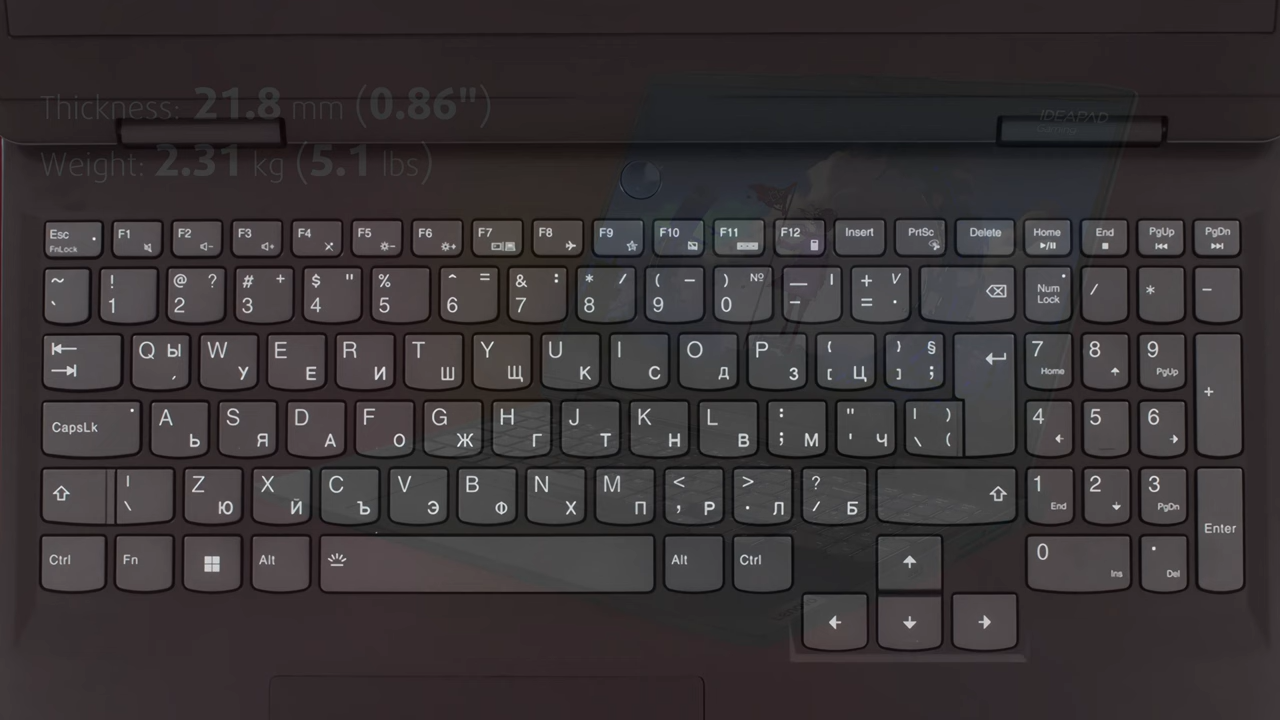 Thickness: 21.8 mm (0.86")
IDEAPAD
Weight: 2.31 kg (5.1 lbs)
Esc F1 F2 F3 F4 F5 F6 F7 F8 F9 F10 F11 F12 Insert PrtSc Delete Home End PgUp PgDn
FnLock
~ ! @ ? # + $ " % ^ = & : * / ( – ) № — I + V Num Lock / * –
` 1 2 3 4 5 6 7 8 9 0 - = .
Q Ы W E R T Y U I O P { } § 7 8 9
, У Е И Ш Щ К С Д З [ Ц ] ; Home PgUp +
CapsLk A S D F G H J K L : " | ) 4 5 6
Ь Я А О Ж Г Т Н В ; М ' Ч \ (
| Z X C V B N M < > ? 1 2 3
\ Ю Й Ъ Э Ф Х П , Р . Л / Б End PgDn
Enter
Ctrl Fn Alt Alt Ctrl 0 .
Ins Del